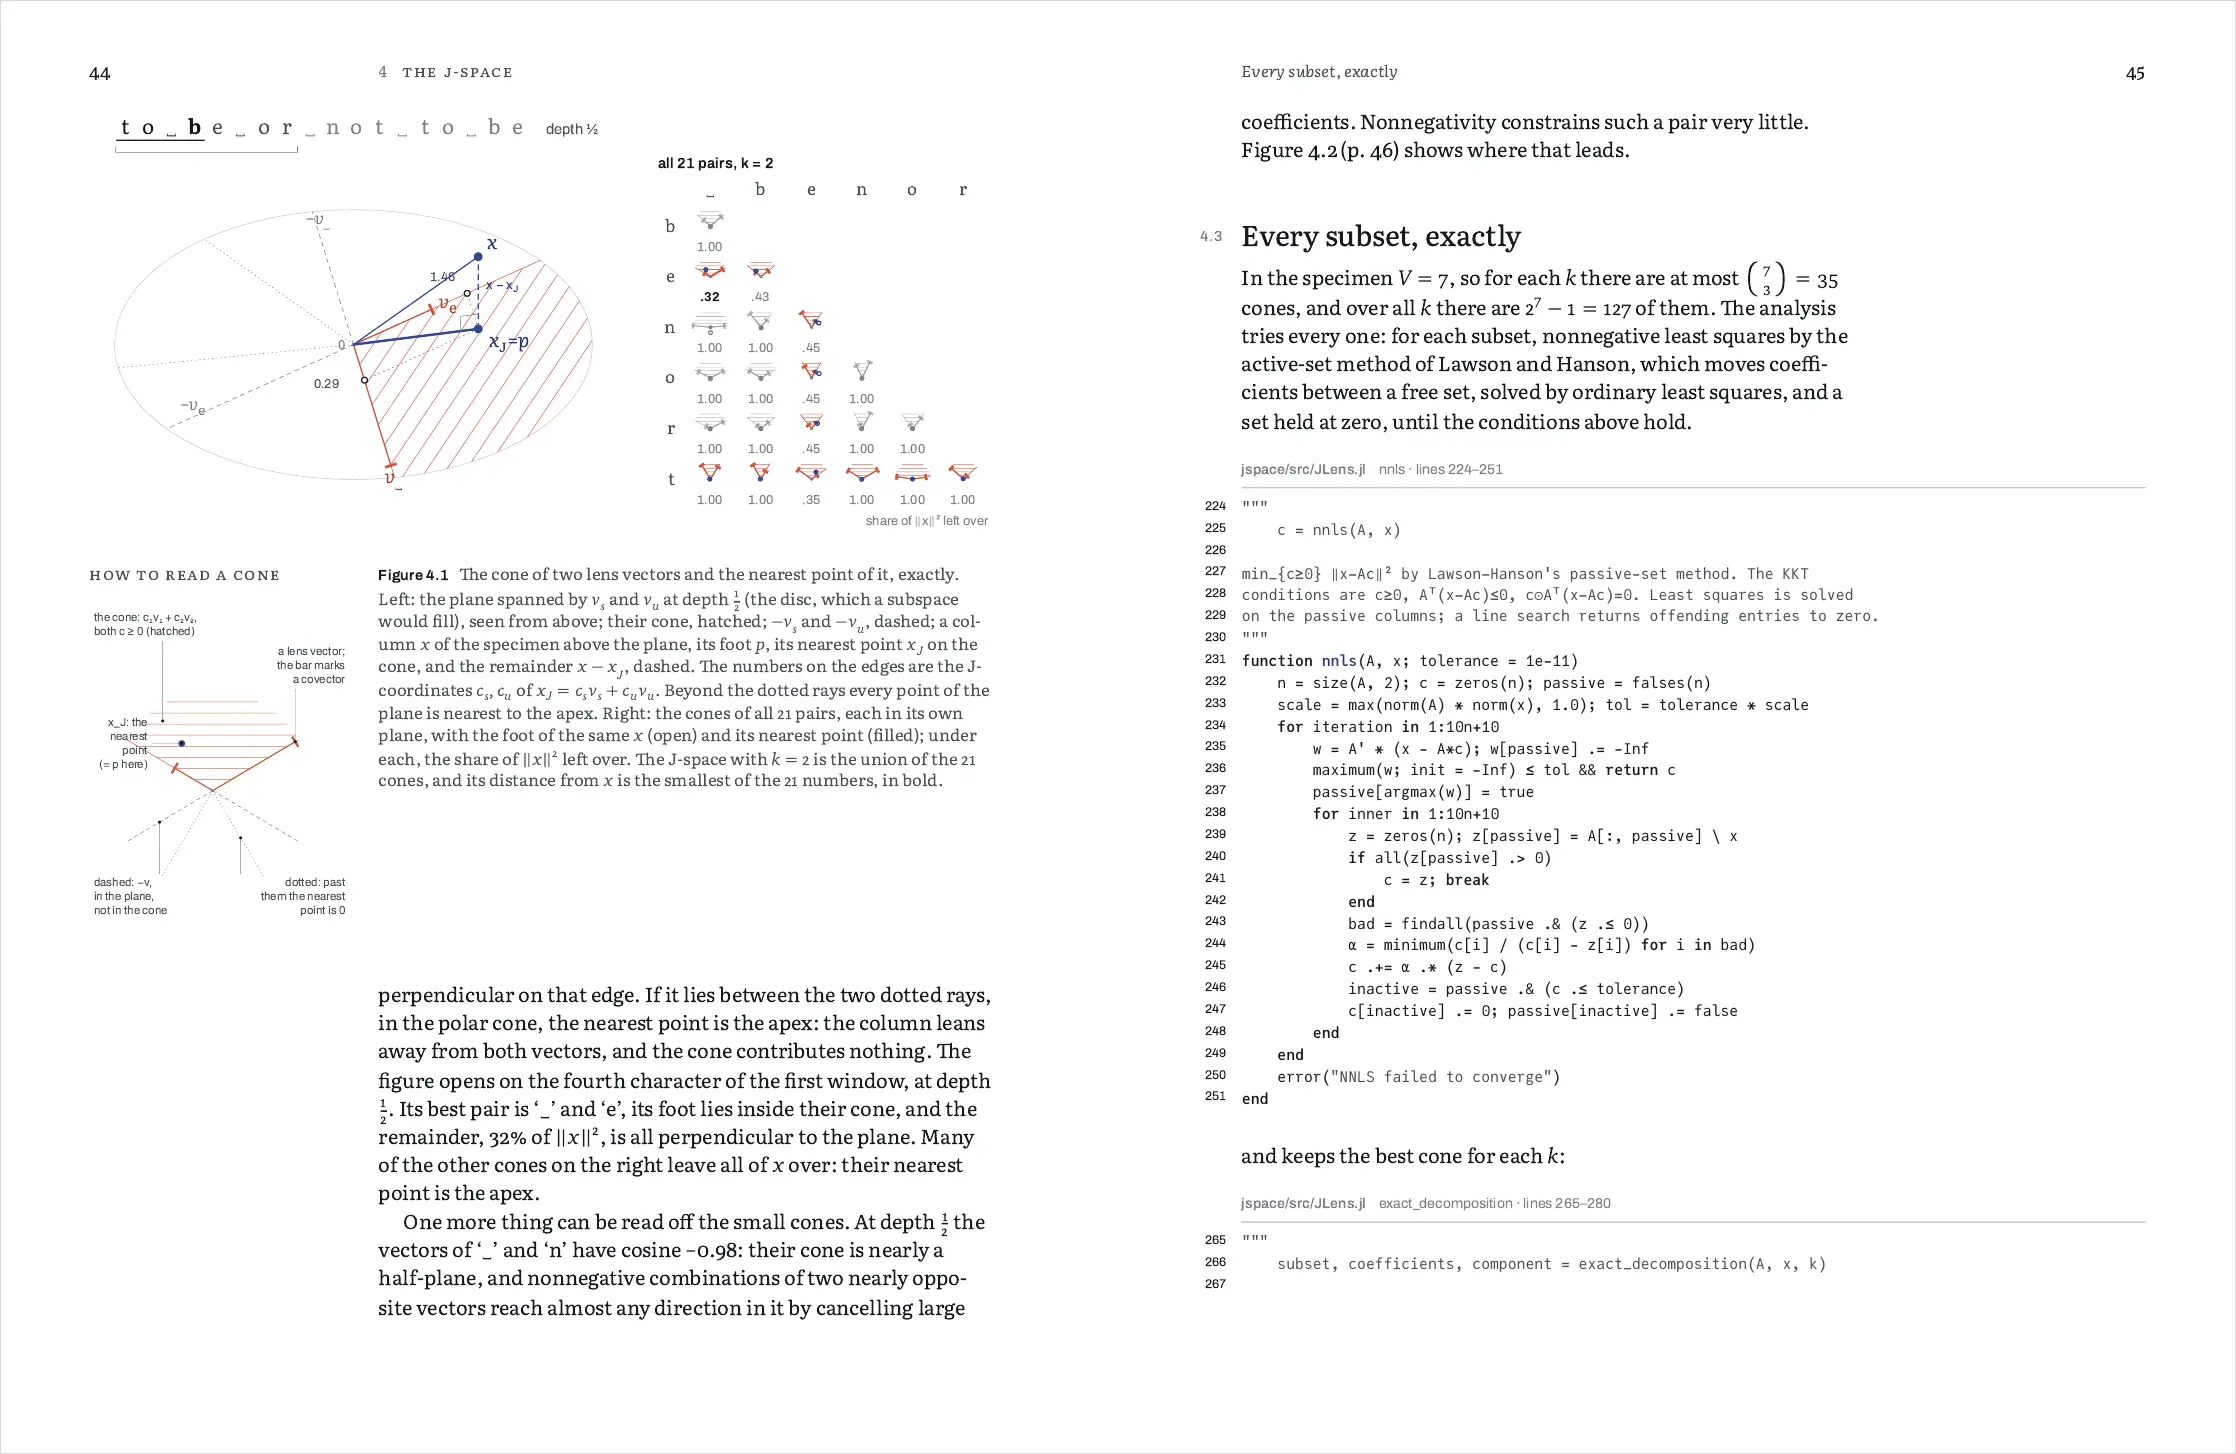 44
4 THE J-SPACE
to_be_or_not_to_be depth ½
all 21 pairs, k = 2
_ b e n o r
b
1.00
e
.32 .43
n
1.00 1.00 .45
o
1.00 1.00 .45 1.00
r
1.00 1.00 .45 1.00 1.00
t
1.00 1.00 .35 1.00 1.00 1.00
share of ||x||² left over
−v_
x
1.46
x − x_J
v_e
0
x_J=p
0.29
−v_e
v_
HOW TO READ A CONE
the cone: c₁v₁ + c₂v₂,
both c ≥ 0 (hatched)
a lens vector;
the bar marks
a covector
x_J: the
nearest
point
(= p here)
dashed: −v,
in the plane,
not in the cone
dotted: past
them the nearest
point is 0
Figure 4.1 The cone of two lens vectors and the nearest point of it, exactly.
Left: the plane spanned by v_s and v_u at depth ½ (the disc, which a subspace
would fill), seen from above; their cone, hatched; −v_s and −v_u, dashed; a col-
umn x of the specimen above the plane, its foot p, its nearest point x_J on the
cone, and the remainder x − x_J, dashed. The numbers on the edges are the J-
coordinates c_s, c_u of x_J = c_s v_s + c_u v_u. Beyond the dotted rays every point of the
plane is nearest to the apex. Right: the cones of all 21 pairs, each in its own
plane, with the foot of the same x (open) and its nearest point (filled); under
each, the share of ||x||² left over. The J-space with k = 2 is the union of the 21
cones, and its distance from x is the smallest of the 21 numbers, in bold.
perpendicular on that edge. If it lies between the two dotted rays,
in the polar cone, the nearest point is the apex: the column leans
away from both vectors, and the cone contributes nothing. The
figure opens on the fourth character of the first window, at depth
½. Its best pair is ‘_’ and ‘e’, its foot lies inside their cone, and the
remainder, 32% of ||x||², is all perpendicular to the plane. Many
of the other cones on the right leave all of x over: their nearest
point is the apex.
One more thing can be read off the small cones. At depth ½ the
vectors of ‘_’ and ‘n’ have cosine −0.98: their cone is nearly a
half-plane, and nonnegative combinations of two nearly oppo-
site vectors reach almost any direction in it by cancelling large
Every subset, exactly
45
coefficients. Nonnegativity constrains such a pair very little.
Figure 4.2 (p. 46) shows where that leads.
4.3 Every subset, exactly
In the specimen V = 7, so for each k there are at most (7 3) = 35
cones, and over all k there are 2⁷ − 1 = 127 of them. The analysis
tries every one: for each subset, nonnegative least squares by the
active-set method of Lawson and Hanson, which moves coeffi-
cients between a free set, solved by ordinary least squares, and a
set held at zero, until the conditions above hold.
jspace/src/JLens.jl nnls · lines 224–251
224 """
225     c = nnls(A, x)
226
227 min_{c≥0} ‖x−Ac‖² by Lawson–Hanson's passive-set method. The KKT
228 conditions are c≥0, Aᵀ(x−Ac)≤0, c⊙Aᵀ(x−Ac)=0. Least squares is solved
229 on the passive columns; a line search returns offending entries to zero.
230 """
231 function nnls(A, x; tolerance = 1e-11)
232     n = size(A, 2); c = zeros(n); passive = falses(n)
233     scale = max(norm(A) * norm(x), 1.0); tol = tolerance * scale
234     for iteration in 1:10n+10
235         w = A' * (x - A*c); w[passive] .= -Inf
236         maximum(w; init = -Inf) ≤ tol && return c
237         passive[argmax(w)] = true
238         for inner in 1:10n+10
239             z = zeros(n); z[passive] = A[:, passive] \ x
240             if all(z[passive] .> 0)
241                 c = z; break
242             end
243             bad = findall(passive .& (z .≤ 0))
244             α = minimum(c[i] / (c[i] - z[i]) for i in bad)
245             c .+= α .* (z - c)
246             inactive = passive .& (c .≤ tolerance)
247             c[inactive] .= 0; passive[inactive] .= false
248         end
249     end
250     error("NNLS failed to converge")
251 end
and keeps the best cone for each k:
jspace/src/JLens.jl exact_decomposition · lines 265–280
265 """
266     subset, coefficients, component = exact_decomposition(A, x, k)
267